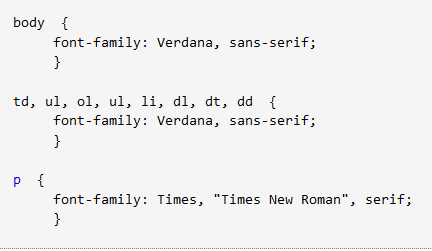 body  {
     font-family: Verdana, sans-serif;
     }
td, ul, ol, ul, li, dl, dt, dd  {
     font-family: Verdana, sans-serif;
     }
p  {
     font-family: Times, "Times New Roman", serif;
     }